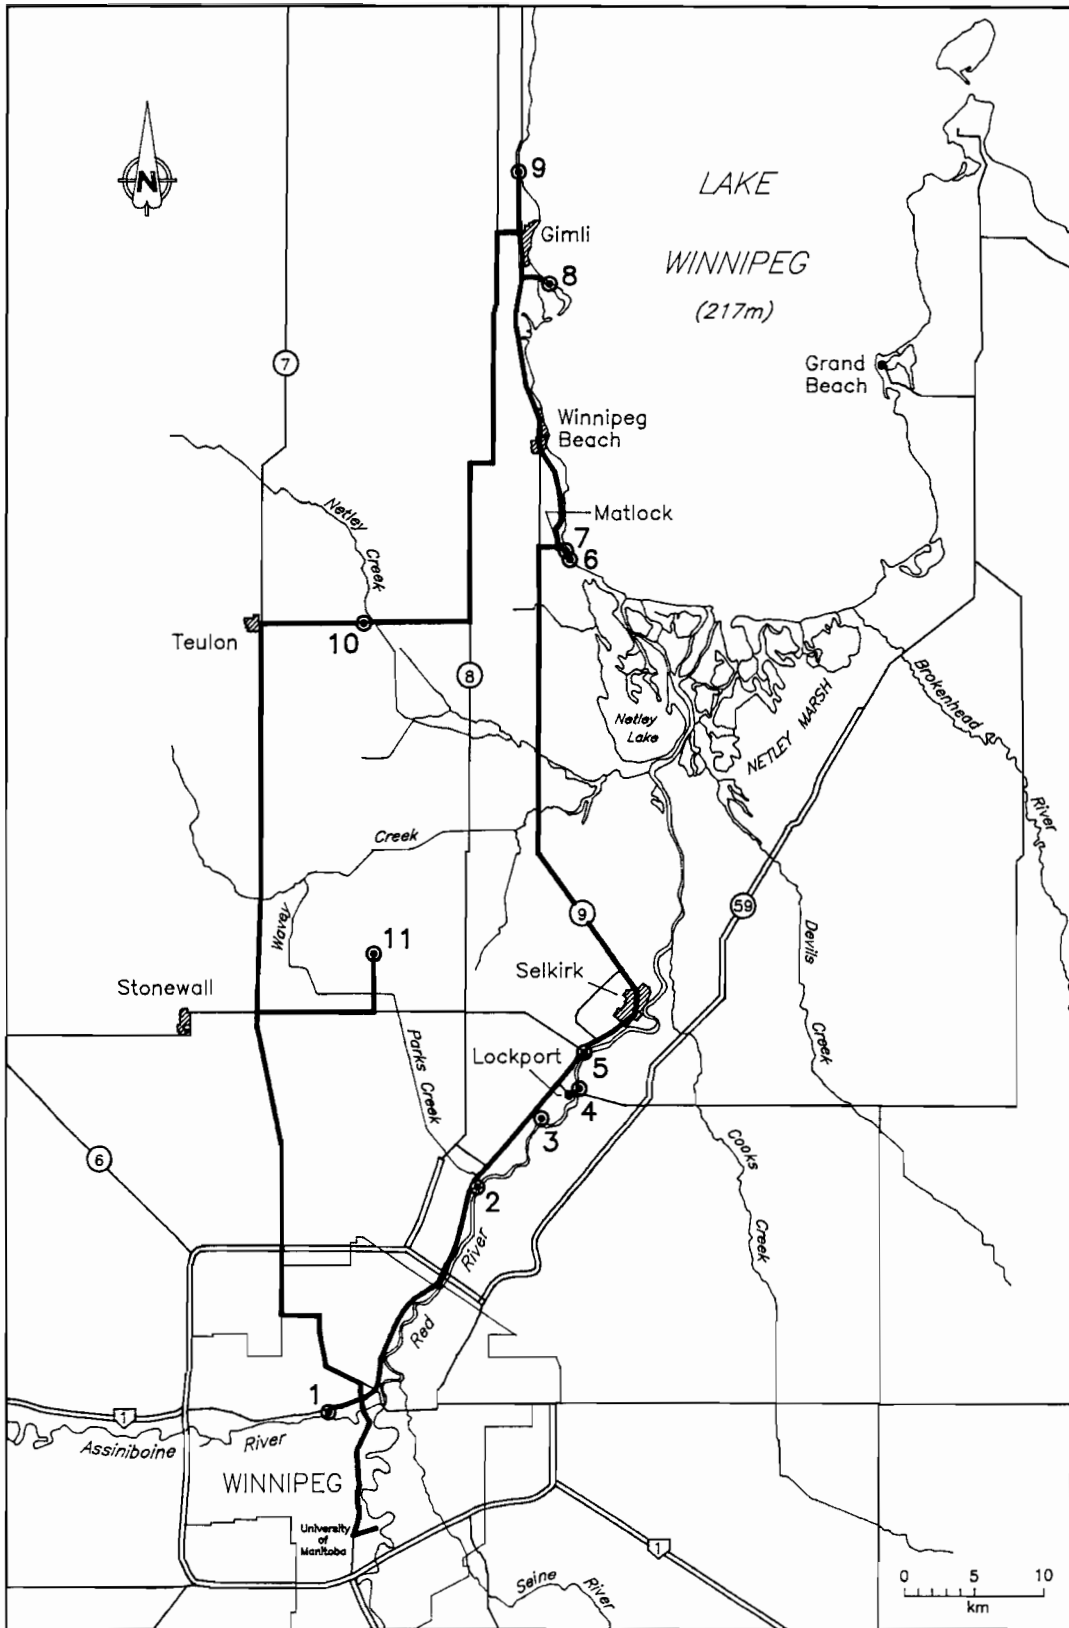 N
9
LAKE
Gimli
WINNIPEG
8
(217m)
7
Grand
Beach
Winnipeg
Beach
Netley
Creek
Matlock
7
6
Teulon
10
8
Brokenhead
Netley
Lake
NETLEY MARSH
River
Creek
9
59
Wavey
11
Devils
Selkirk
Stonewall
Creek
Parks Creek
Lockport
5
4
3
Cooks
6
2
River
Creek
Red
1
1
Assiniboine
River
WINNIPEG
University
of
Manitoba
1
Seine
River
0 5 10
km